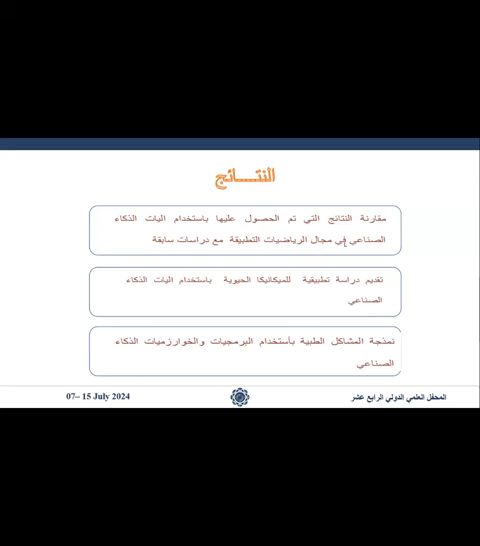 النتـــــائج
مقارنة النتائج التي تم الحصول عليها باستخدام اليات الذكاء
الصناعي في مجال الرياضيات التطبيقة مع دراسات سابقة
تقديم دراسة تطبيقية للميكانيكا الحيوية باستخدام اليات الذكاء
الصناعي
نمذجة المشاكل الطبية بأستخدام البرمجيات والخوارزميات الذكاء
الصناعي
المحفل العلمي الدولي الرابع عشر
07– 15 July 2024